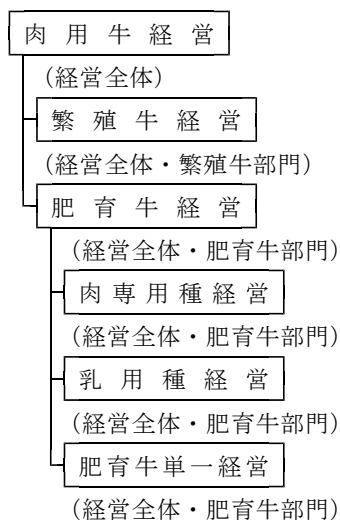 肉用牛経営
(経営全体)
繁殖牛経営
(経営全体・繁殖牛部門)
肥育牛経営
(経営全体・肥育牛部門)
肉専用種経営
(経営全体・肥育牛部門)
乳用種経営
(経営全体・肥育牛部門)
肥育牛単一経営
(経営全体・肥育牛部門)